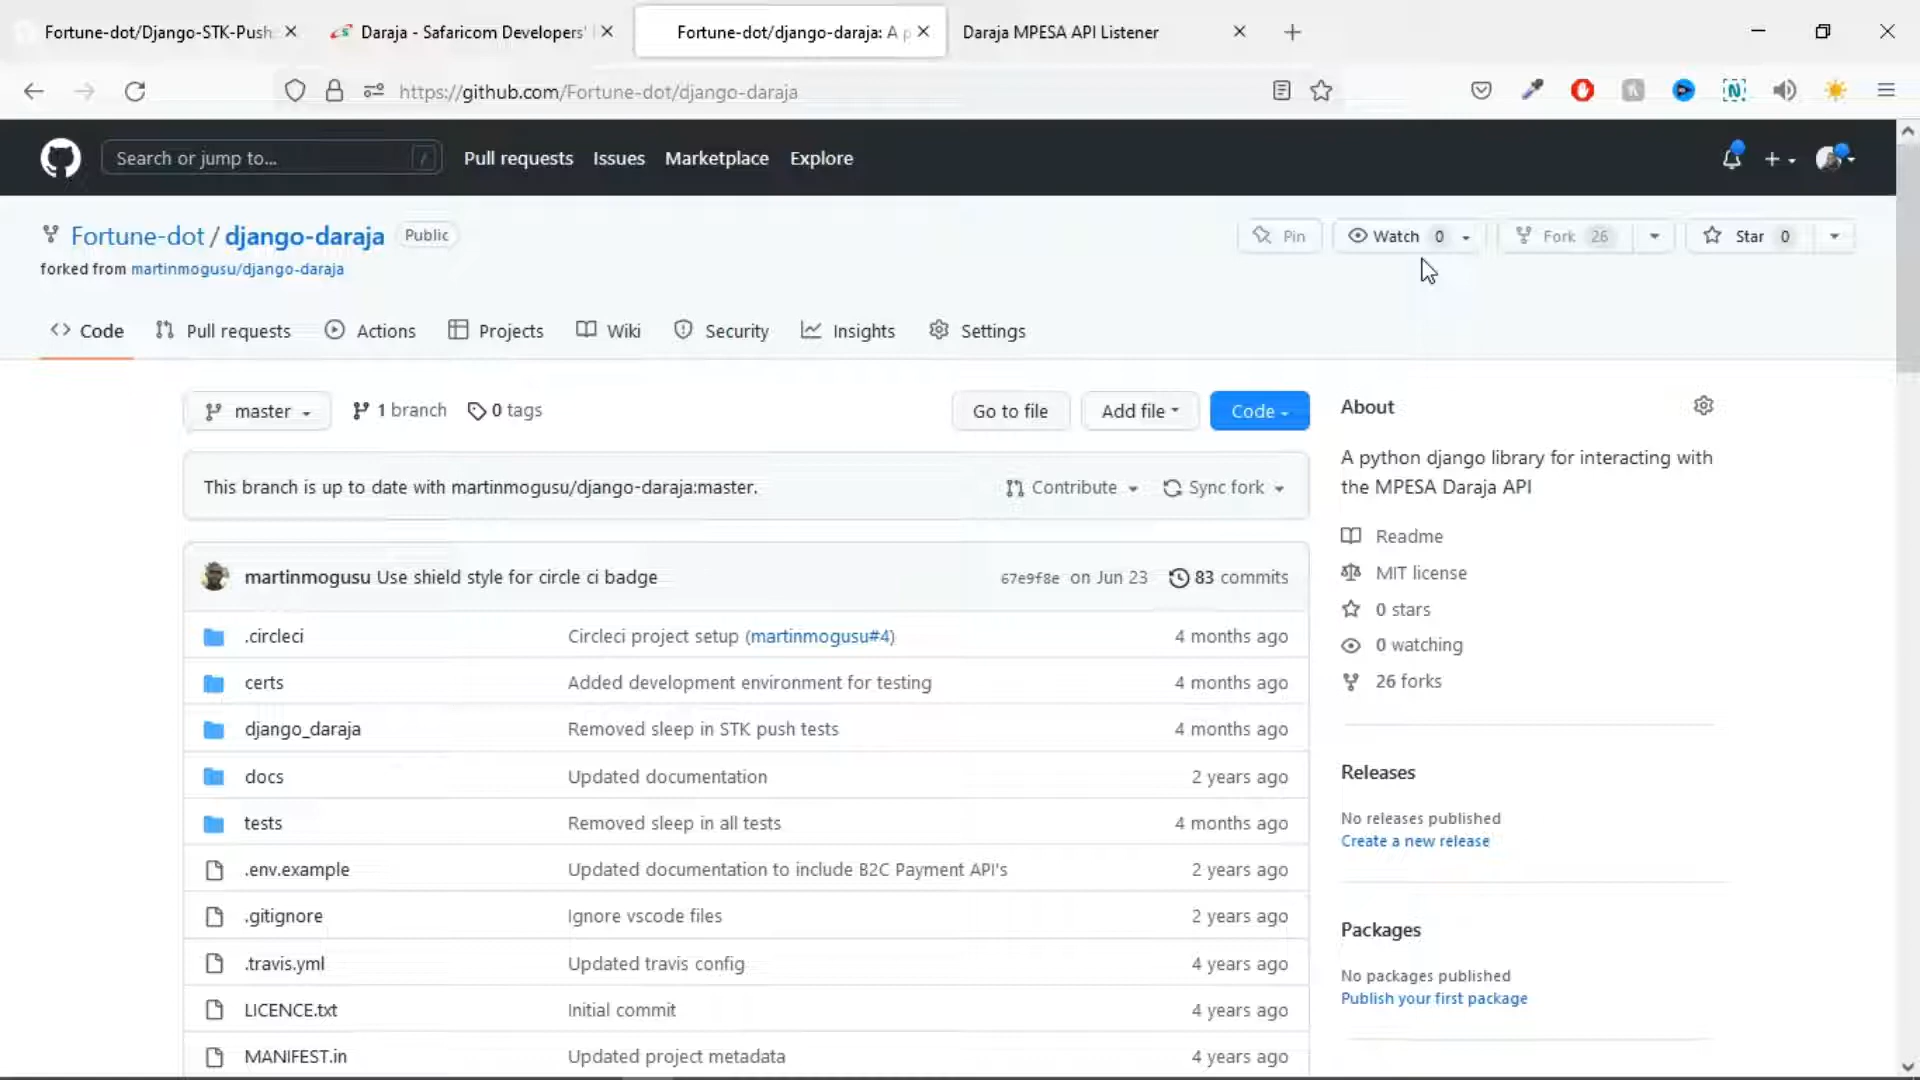 Fortune-dot/Django-STK-Push
Daraja - Safaricom Developers'
Fortune-dot/django-daraja: A p
Daraja MPESA API Listener
https://github.com/Fortune-dot/django-daraja
Search or jump to... /
Pull requests Issues Marketplace Explore
Fortune-dot / django-daraja Public
Pin Watch 0 Fork 26 Star 0
forked from martinmogusu/django-daraja
Code Pull requests Actions Projects Wiki Security Insights Settings
master 1 branch 0 tags Go to file Add file Code
This branch is up to date with martinmogusu/django-daraja:master. Contribute Sync fork
martinmogusu Use shield style for circle ci badge 67e9f8e on Jun 23 83 commits
.circleci Circleci project setup (martinmogusu#4) 4 months ago
certs Added development environment for testing 4 months ago
django_daraja Removed sleep in STK push tests 4 months ago
docs Updated documentation 2 years ago
tests Removed sleep in all tests 4 months ago
.env.example Updated documentation to include B2C Payment API's 2 years ago
.gitignore Ignore vscode files 2 years ago
.travis.yml Updated travis config 4 years ago
LICENCE.txt Initial commit 4 years ago
MANIFEST.in Updated project metadata 4 years ago
About
A python django library for interacting with
the MPESA Daraja API
Readme
MIT license
0 stars
0 watching
26 forks
Releases
No releases published
Create a new release
Packages
No packages published
Publish your first package